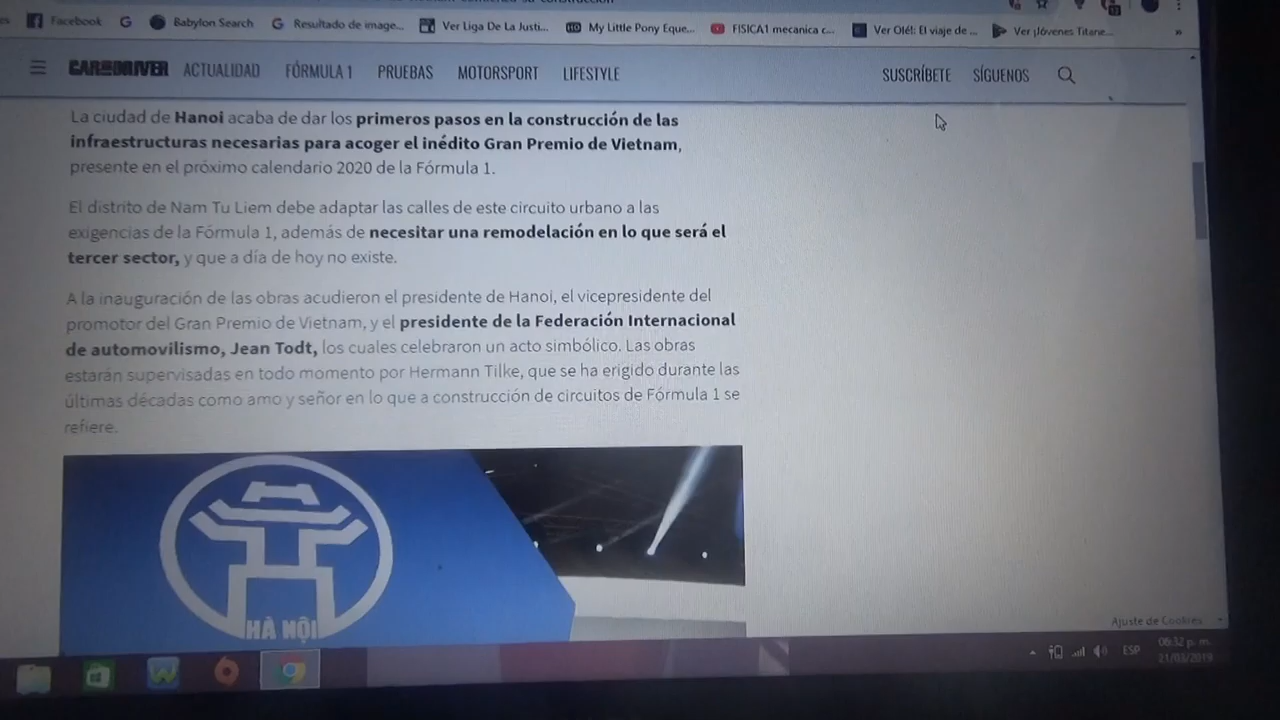 Facebook
Babylon Search
Resultado de image...
Ver Liga De La Justi...
My Little Pony Eque...
FISICA1 mecanica c...
Ver Olé!: El viaje de ...
Ver ¡Jóvenes Titane...
»
CAR AND DRIVER
ACTUALIDAD
FÓRMULA 1
PRUEBAS
MOTORSPORT
LIFESTYLE
SUSCRÍBETE
SÍGUENOS
La ciudad de Hanoi acaba de dar los primeros pasos en la construcción de las
infraestructuras necesarias para acoger el inédito Gran Premio de Vietnam,
presente en el próximo calendario 2020 de la Fórmula 1.
El distrito de Nam Tu Liem debe adaptar las calles de este circuito urbano a las
exigencias de la Fórmula 1, además de necesitar una remodelación en lo que será el
tercer sector, y que a día de hoy no existe.
A la inauguración de las obras acudieron el presidente de Hanoi, el vicepresidente del
promotor del Gran Premio de Vietnam, y el presidente de la Federación Internacional
de automovilismo, Jean Todt, los cuales celebraron un acto simbólico. Las obras
estarán supervisadas en todo momento por Hermann Tilke, que se ha erigido durante las
últimas décadas como amo y señor en lo que a construcción de circuitos de Fórmula 1 se
refiere.
HÀ NỘI
Ajuste de Cookies
ESP
06:32 p. m.
21/03/2019